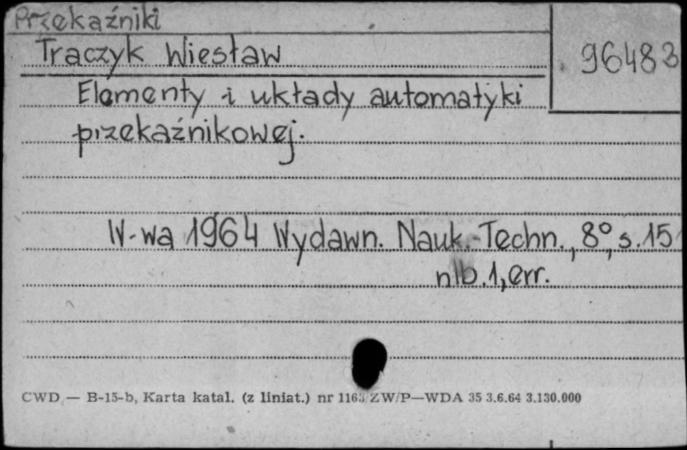 Przekaźniki
96483
Traczyk Wiesław
Elementy i układy automatyki
przekaźnikowej.
W-wa 1964 Wydawn. Nauk.-Techn., 8°, s. 15
nlb. 1, err.
CWD — B-15-b, Karta katal. (z liniat.) nr 1163 ZW/P—WDA 35 3.6.64 3.130.000